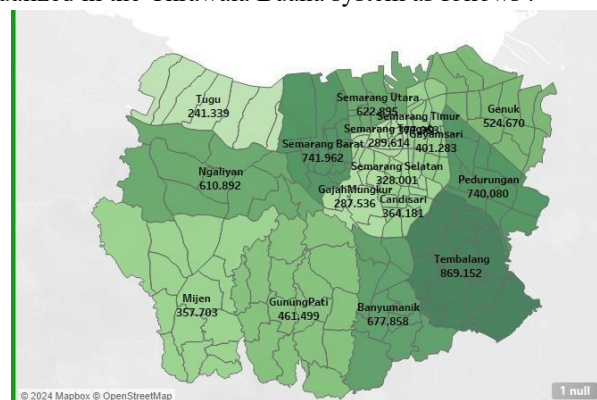 Tugu
241.339
Semarang Utara
622.895
Genuk
524.670
Semarang Timur
Semarang
289.614
Gayamsari
401.283
Semarang Barat
741.962
Ngaliyan
610.892
Semarang Selatan
328.001
Pedurungan
740.080
GajahMungkur
287.536
Candisari
364.181
Tembalang
869.152
Mijen
357.703
GunungPati
461.499
Banyumanik
677.858
© 2024 Mapbox © OpenStreetMap
1 null